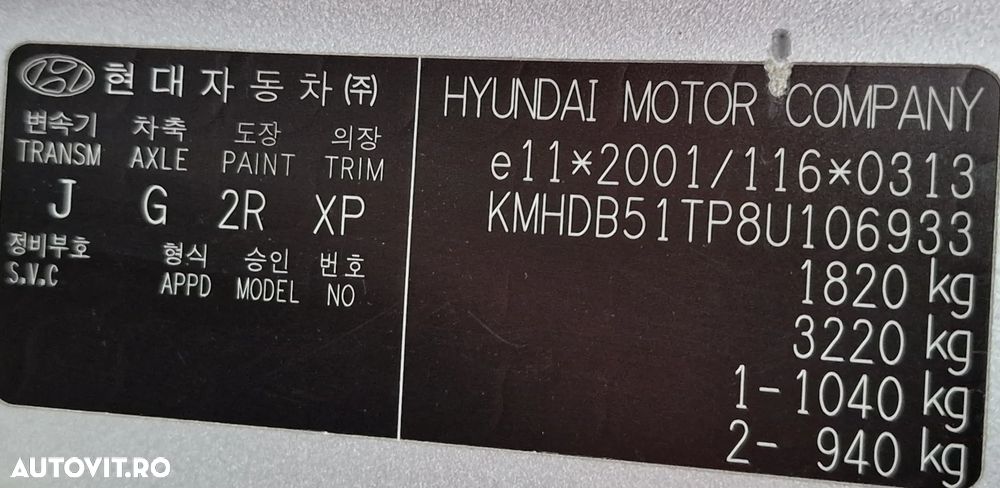 현대자동차㈜
변속기 차축 도장 의장
TRANSM AXLE PAINT TRIM
J G 2R XP
정비부호 형식 승인 번호
S.V.C APPD MODEL NO
HYUNDAI MOTOR COMPANY
e11*2001/116*0313
KMHDB51TP8U106933
1820 kg
3220 kg
1- 1040 kg
2- 940 kg
AUTOVIT.RO